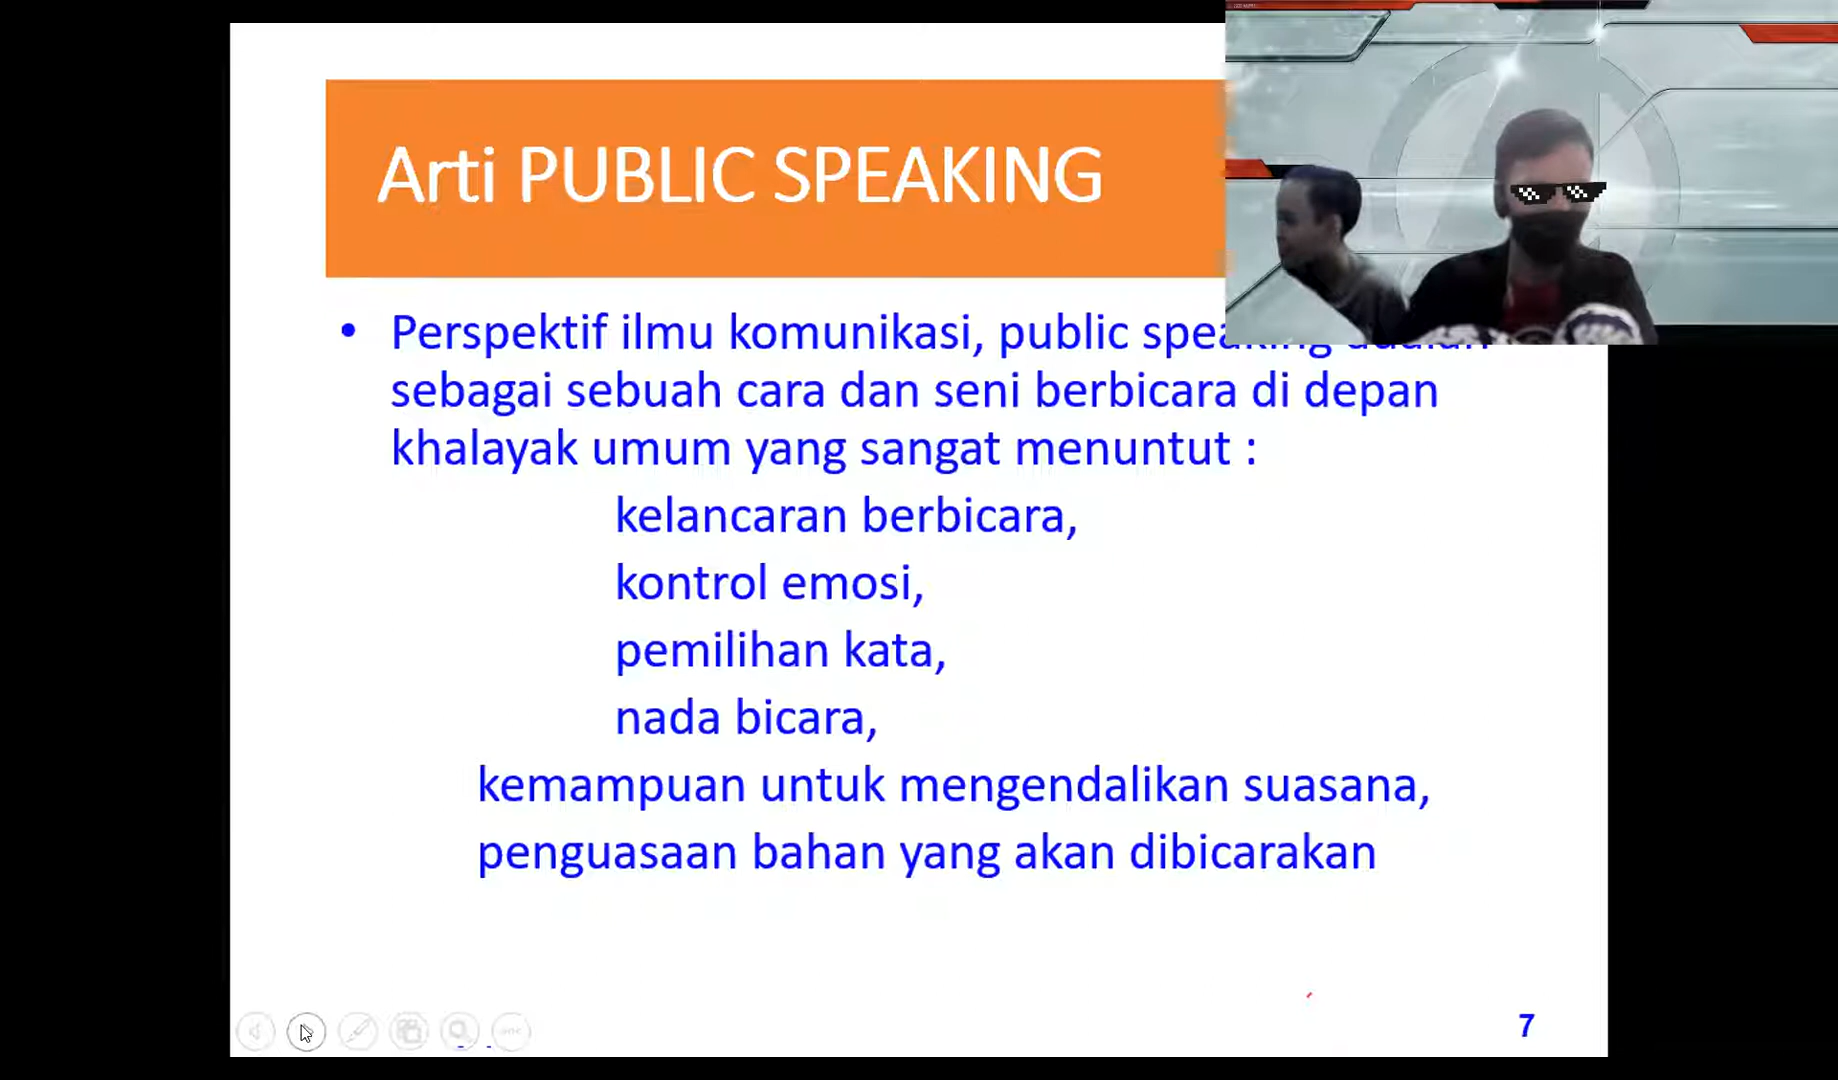 Arti PUBLIC SPEAKING
• Perspektif ilmu komunikasi, public speaking adalah
sebagai sebuah cara dan seni berbicara di depan
khalayak umum yang sangat menuntut :
kelancaran berbicara,
kontrol emosi,
pemilihan kata,
nada bicara,
kemampuan untuk mengendalikan suasana,
penguasaan bahan yang akan dibicarakan
7